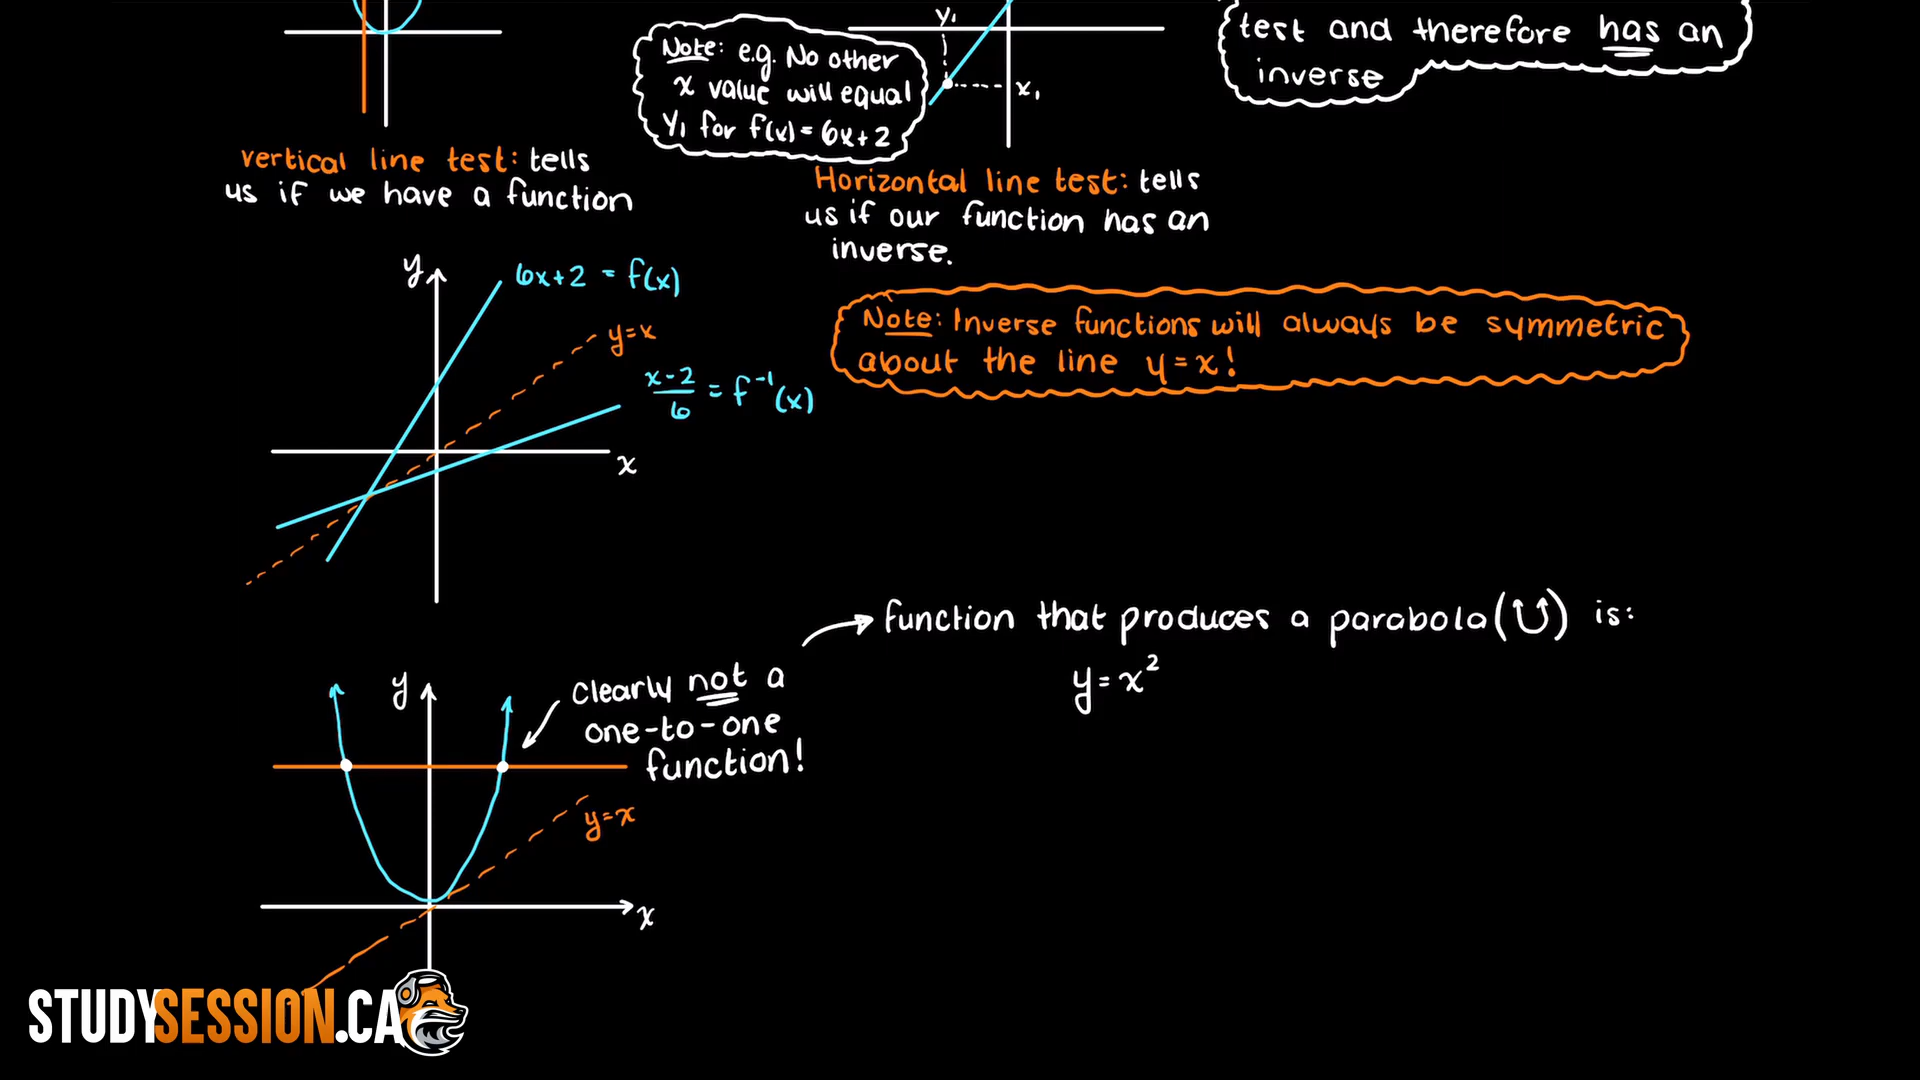 y₁
x₁
Note: e.g. No other
x value will equal
y₁ for f(x) = 6x+2
test and therefore has an
inverse
vertical line test: tells
us if we have a function
Horizontal line test: tells
us if our function has an
inverse.
y
6x+2 = f(x)
y=x
x-2
6
= f⁻¹(x)
x
Note: Inverse functions will always be symmetric
about the line y=x!
function that produces a parabola (U) is:
y = x²
y
clearly not a
one-to-one
function!
y=x
x
STUDYSESSION.CA